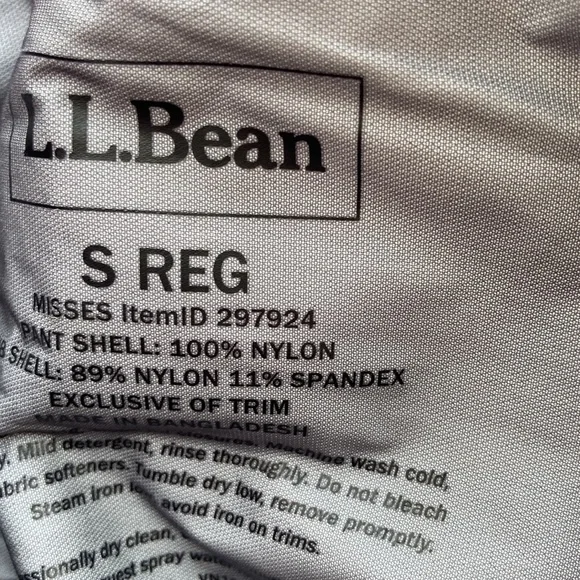 L.L.Bean
S REG
MISSES ItemID 297924
PANT SHELL: 100% NYLON
SHELL: 89% NYLON 11% SPANDEX
EXCLUSIVE OF TRIM
MADE IN BANGLADESH
Machine wash cold,
Mild detergent, rinse thoroughly. Do not bleach
fabric softeners. Tumble dry low, remove promptly.
Steam iron avoid iron on trims.
dry clean,
spray